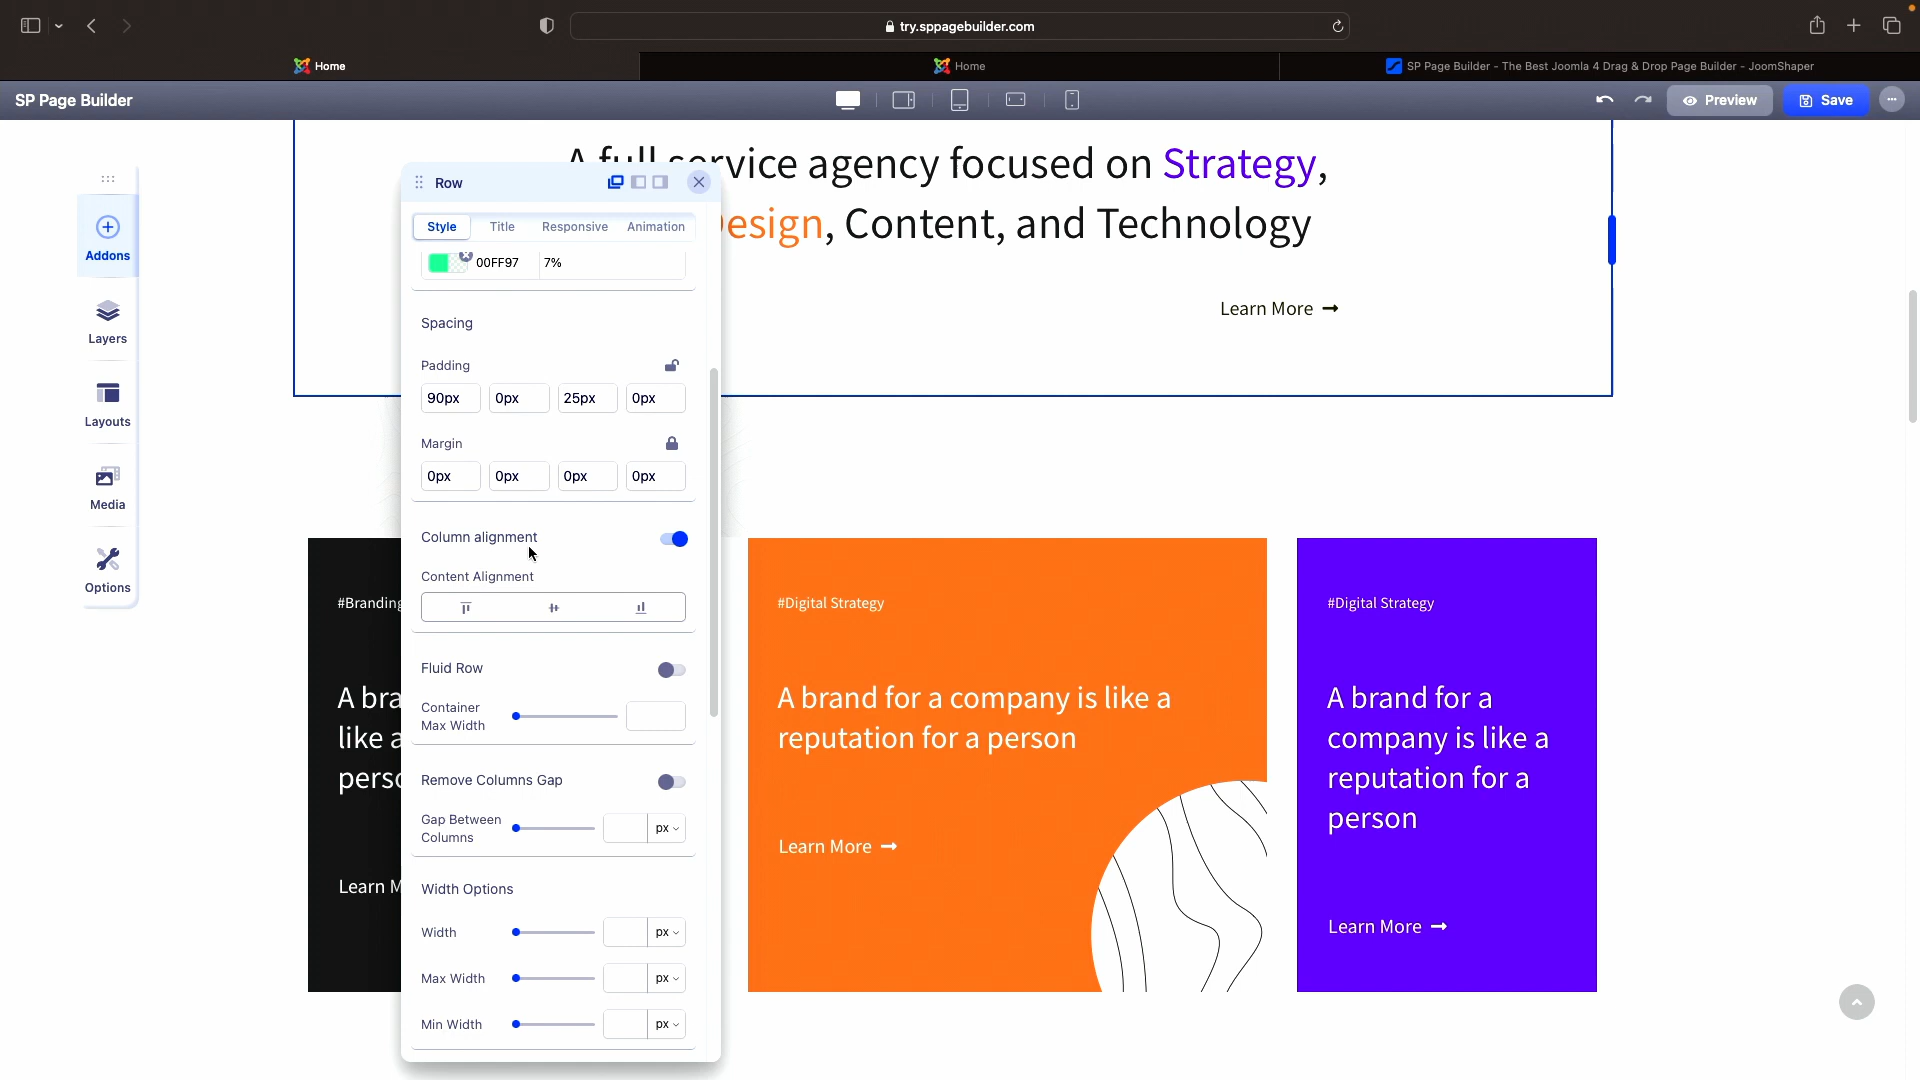 try.sppagebuilder.com
Home
Home
SP Page Builder - The Best Joomla 4 Drag & Drop Page Builder - JoomShaper
SP Page Builder
Preview
Save
Addons
Layers
Layouts
Media
Options
service agency focused on Strategy,
Design, Content, and Technology
Learn More
Row
Style
Title
Responsive
Animation
00FF97
7%
Spacing
Padding
90px
0px
25px
0px
Margin
0px
0px
0px
0px
Column alignment
Content Alignment
Fluid Row
Container
Max Width
Remove Columns Gap
Gap Between
Columns
px
Width Options
Width
px
Max Width
px
Min Width
px
#Branding
A bra
like a
perso
Learn M
#Digital Strategy
A brand for a company is like a
reputation for a person
Learn More
#Digital Strategy
A brand for a
company is like a
reputation for a
person
Learn More